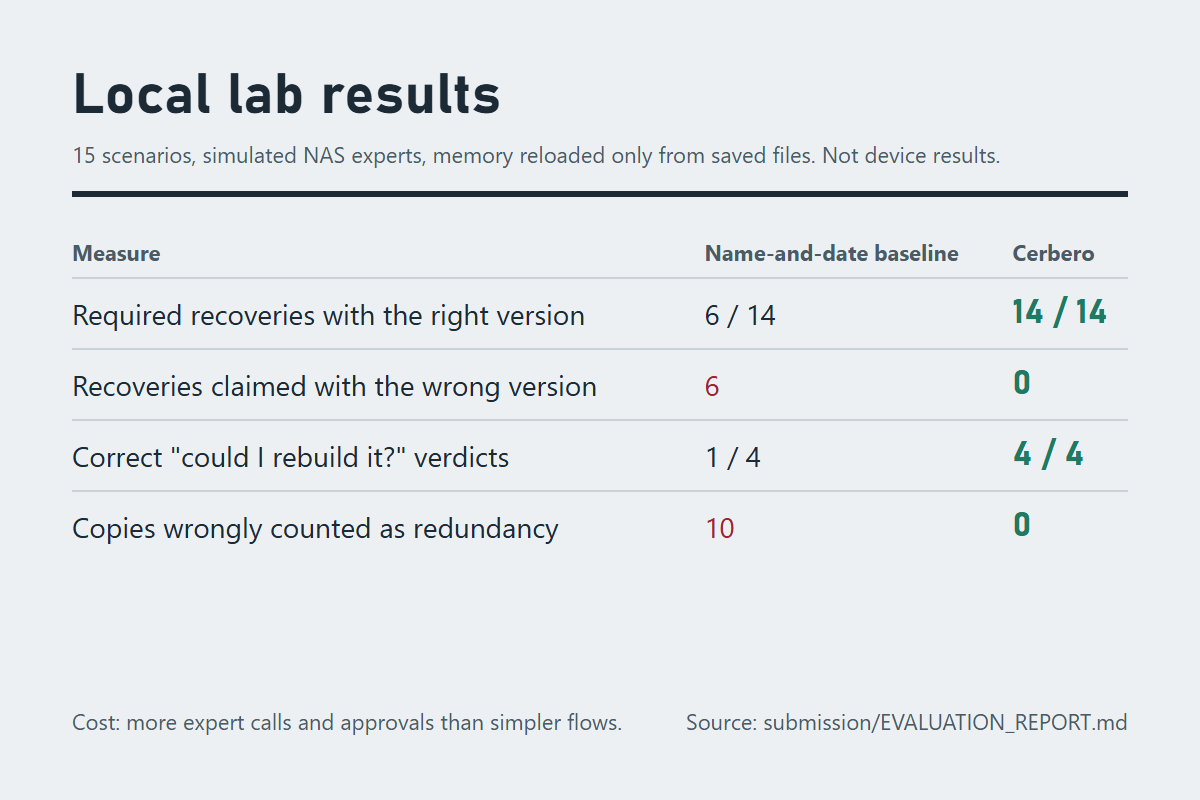 Local lab results
15 scenarios, simulated NAS experts, memory reloaded only from saved files. Not device results.
Measure Name-and-date baseline Cerbero
Required recoveries with the right version 6 / 14 14 / 14
Recoveries claimed with the wrong version 6 0
Correct "could I rebuild it?" verdicts 1 / 4 4 / 4
Copies wrongly counted as redundancy 10 0
Cost: more expert calls and approvals than simpler flows. Source: submission/EVALUATION_REPORT.md